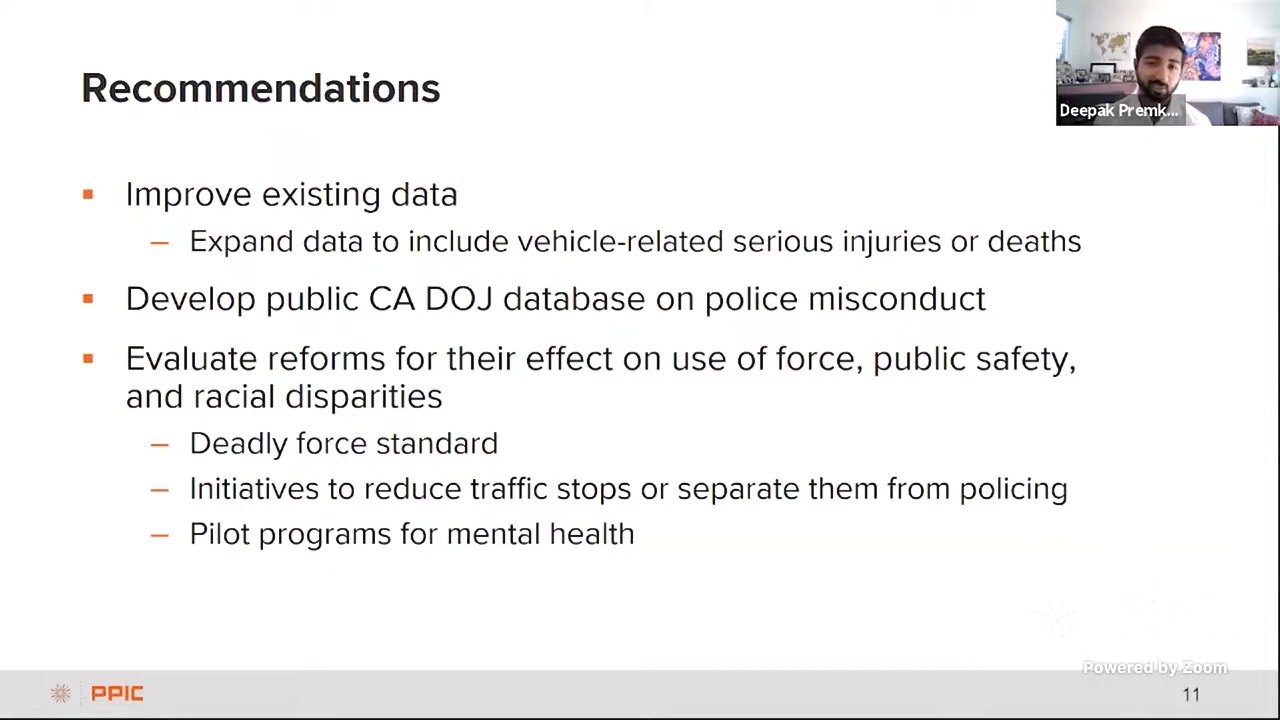 Recommendations
Deepak Premk...
▪ Improve existing data
– Expand data to include vehicle-related serious injuries or deaths
▪ Develop public CA DOJ database on police misconduct
▪ Evaluate reforms for their effect on use of force, public safety,
and racial disparities
– Deadly force standard
– Initiatives to reduce traffic stops or separate them from policing
– Pilot programs for mental health
Powered by Zoom
PPIC
11